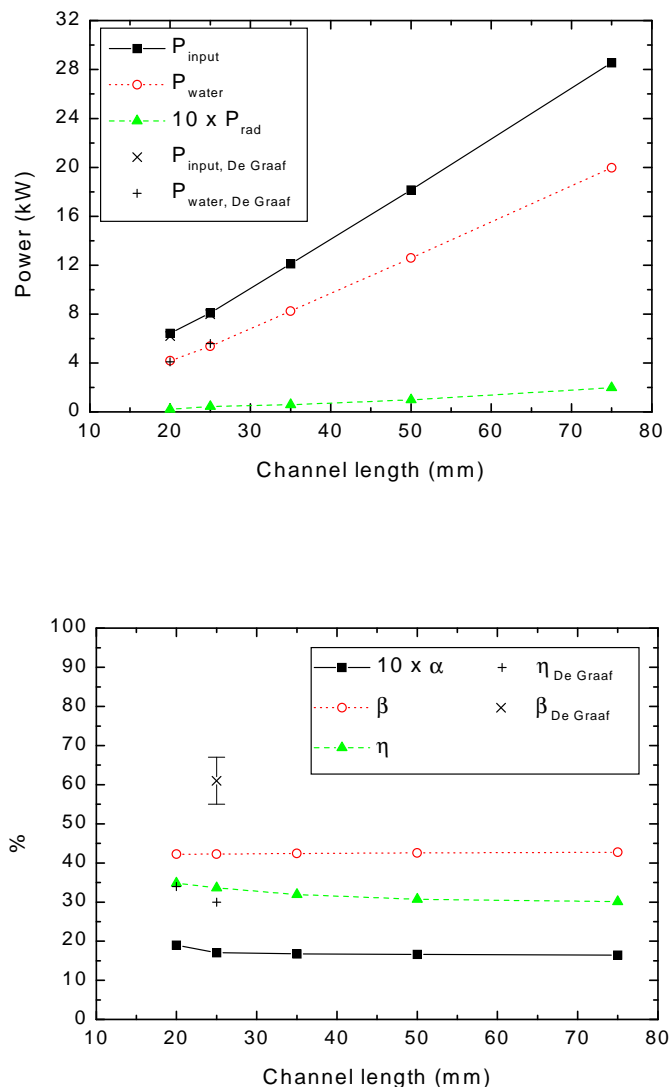 32
28
24
20
16
12
8
4
0
Power (kW)
P input
P water
10 x P rad
P input, De Graaf
P water, De Graaf
10 20 30 40 50 60 70 80
Channel length (mm)
100
90
80
70
60
50
40
30
20
10
0
%
10 x α
β
η
η De Graaf
β De Graaf
10 20 30 40 50 60 70 80
Channel length (mm)